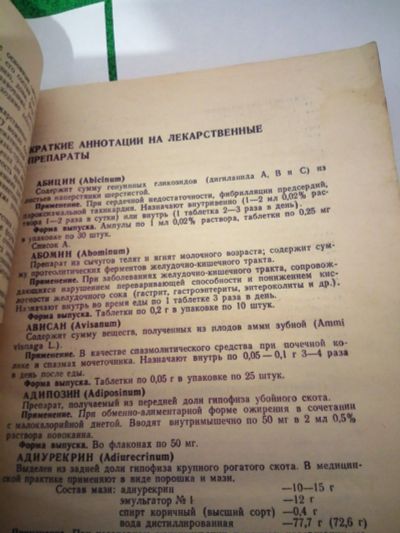 КРАТКИЕ АННОТАЦИИ НА ЛЕКАРСТВЕННЫЕ
ПРЕПАРАТЫ
АБИЦИН (Abicinum)
Содержит сумму генуинных гликозидов (дигиланида А, В и С) из
листьев наперстянки шерстистой.
Применение. При сердечной недостаточности, фибрилляции предсердий,
пароксизмальной тахикардии. Назначают внутривенно (1—2 мл 0,02% рас-
твора 1—2 раза в сутки) или внутрь (1 таблетка 2—3 раза в день).
Форма выпуска. Ампулы по 1 мл 0,02% раствора, таблетки по 0,25 мг
в упаковке по 30 штук.
Список А.
АБОМИН (Abominum)
Препарат из сычугов телят и ягнят молочного возраста; содержит сум-
му протеолитических ферментов желудочно-кишечного тракта.
Применение. При заболеваниях желудочно-кишечного тракта, сопровож-
дающихся нарушением переваривающей способности и понижением кис-
лотности желудочного сока (гастрит, гастроэнтериты, энтероколиты и др.).
Назначают внутрь во время еды по 1 таблетке 3 раза в день.
Форма выпуска. Таблетки по 0,2 г в упаковке по 10 штук.
АВИСАН (Avisanum)
Содержит сумму веществ, полученных из плодов амми зубной (Ammi
visnaga L.).
Применение. В качестве спазмолитического средства при почечной ко-
лике и спазмах мочеточника. Назначают внутрь по 0,05—0,1 г 3—4 раза
в день после еды.
Форма выпуска. Таблетки по 0,05 г в упаковке по 25 штук.
АДИПОЗИН (Adiposinum)
Препарат, получаемый из передней доли гипофиза убойного скота.
Применение. При обменно-алиментарной форме ожирения в сочетании
с малокалорийной диетой. Вводят внутримышечно по 50 мг в 2 мл 0,5%
раствора новокаина.
Форма выпуска. Во флаконах по 50 мг.
АДИУРЕКРИН (Adiurecrinum)
Выделен из задней доли гипофиза крупного рогатого скота. В медицин-
ской практике применяют в виде порошка и мази.
Состав мази: адиурекрин —10—15 г
эмульгатор № 1 —12 г
спирт коричный (высший сорт) —0,4 г
вода дистиллированная —77,7 г (72,6 г)